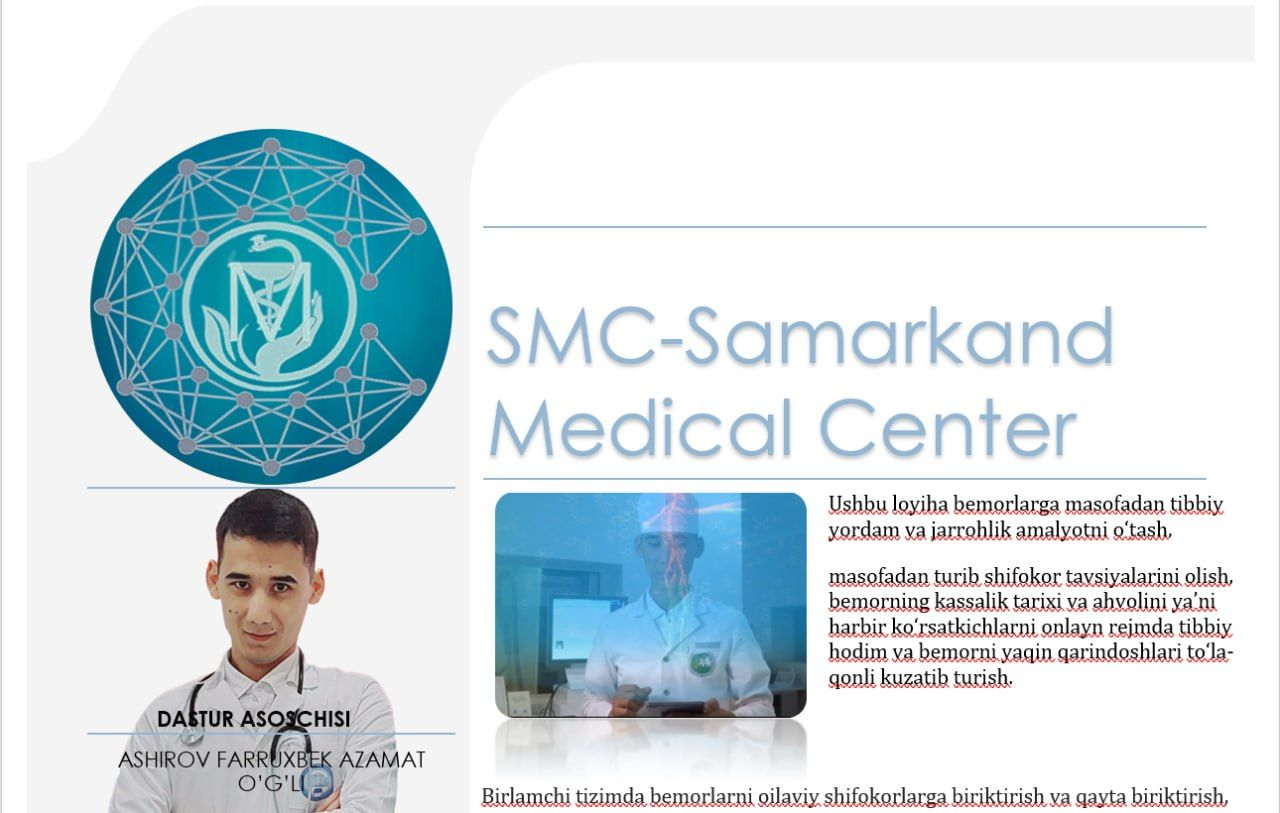 SMC-Samarkand
Medical Center
Ushbu loyiha bemorlarga masofadan tibbiy
yordam va jarrohlik amalyotni o‘tash,
masofadan turib shifokor tavsiyalarini olish,
bemorning kassalik tarixi va ahvolini ya’ni
harbir ko‘rsatkichlarni onlayn rejmda tibbiy
hodim va bemorni yaqin qarindoshlari to‘la-
qonli kuzatib turish.
DASTUR ASOSCHISI
ASHIROV FARRUXBEK AZAMAT
O’G’LI
Birlamchi tizimda bemorlarni oilaviy shifokorlarga biriktirish va qayta biriktirish,